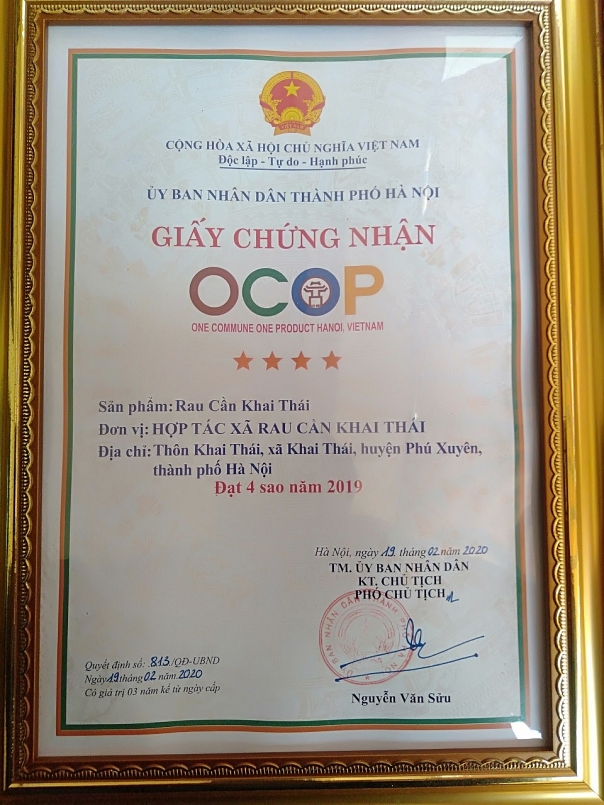 VIỆT NAM
CỘNG HÒA XÃ HỘI CHỦ NGHĨA VIỆT NAM
Độc lập - Tự do - Hạnh phúc
ỦY BAN NHÂN DÂN THÀNH PHỐ HÀ NỘI
GIẤY CHỨNG NHẬN
OCOP
ONE COMMUNE ONE PRODUCT HANOI, VIETNAM
Sản phẩm: Rau Cần Khai Thái
Đơn vị: HỢP TÁC XÃ RAU CẦN KHAI THÁI
Địa chỉ: Thôn Khai Thái, xã Khai Thái, huyện Phú Xuyên,
thành phố Hà Nội
Đạt 4 sao năm 2019
Hà Nội, ngày 19 tháng 02 năm 2020
TM. ỦY BAN NHÂN DÂN
KT. CHỦ TỊCH
PHÓ CHỦ TỊCH
Nguyễn Văn Sửu
Quyết định số: 813/QĐ-UBND
Ngày 19 tháng 02 năm 2020
Có giá trị 03 năm kể từ ngày cấp